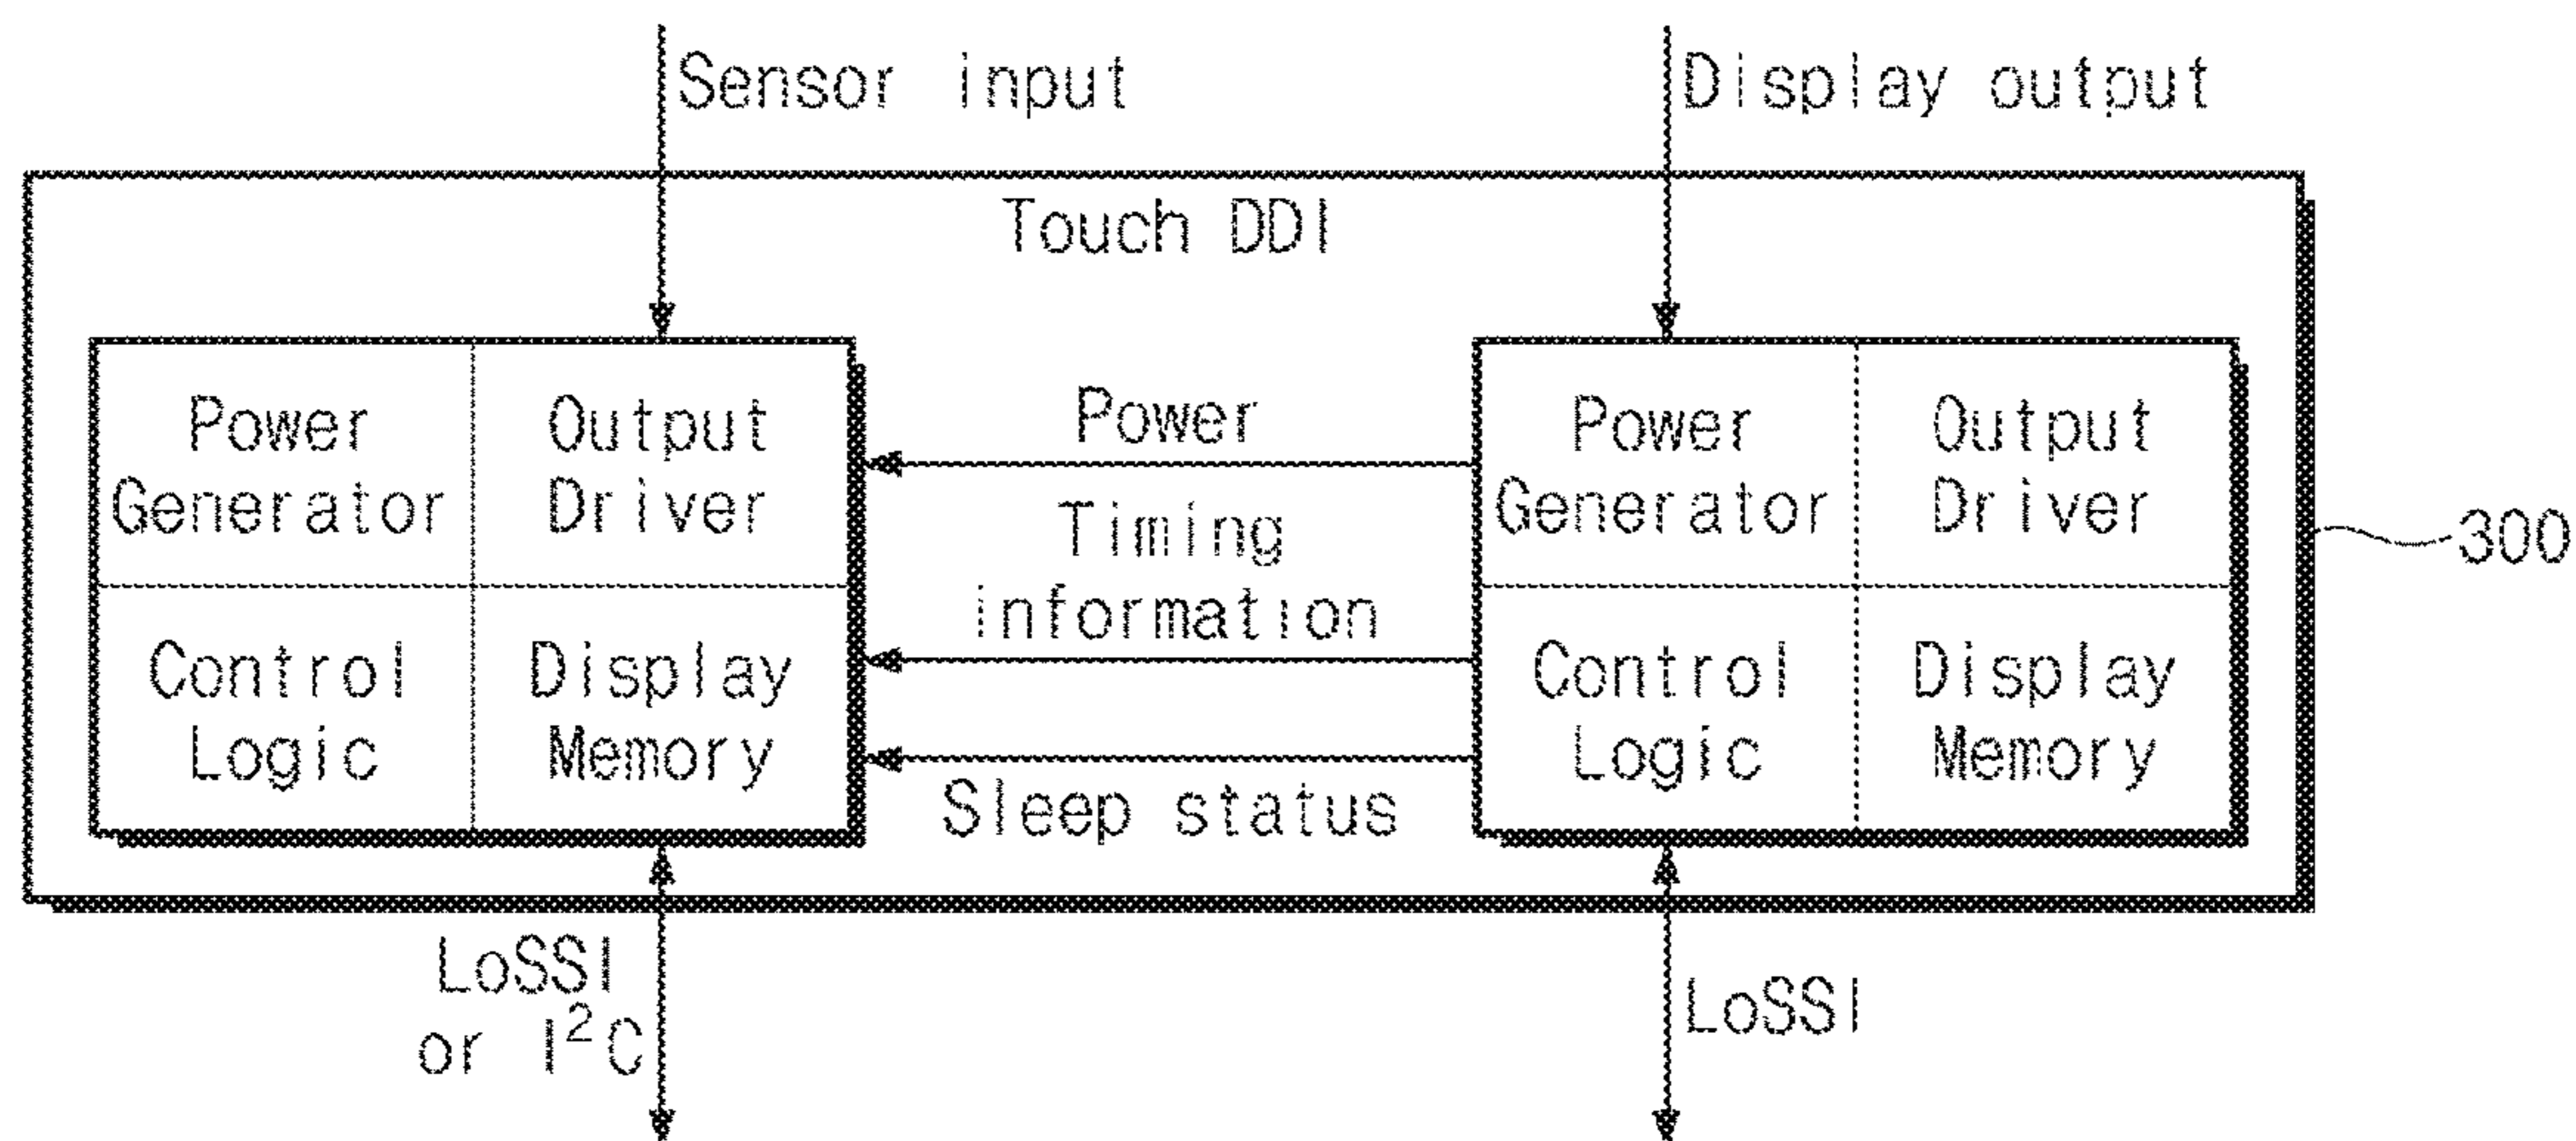 Sensor input
Display output
Touch DDI
Power
Generator
Output
Driver
Control
Logic
Display
Memory
Power
Timing
information
Sleep status
Power
Generator
Output
Driver
Control
Logic
Display
Memory
300
LoSSI
or I²C
LoSSI